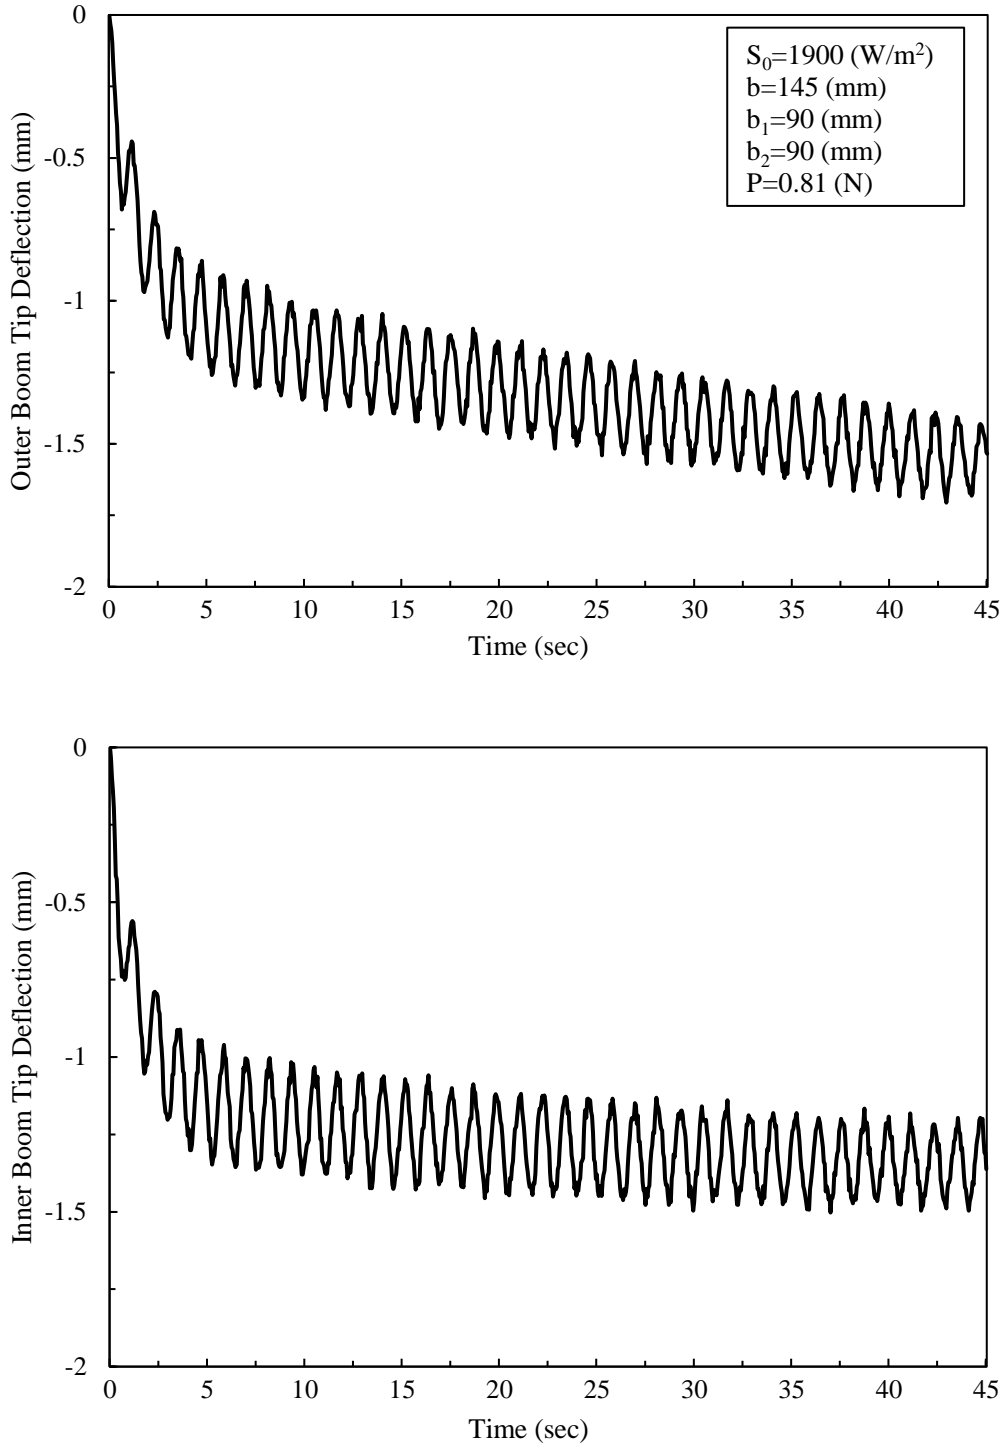 0
-0.5
-1
-1.5
-2
Outer Boom Tip Deflection (mm)
S₀=1900 (W/m²)
b=145 (mm)
b₁=90 (mm)
b₂=90 (mm)
P=0.81 (N)
0 5 10 15 20 25 30 35 40 45
Time (sec)
0
-0.5
-1
-1.5
-2
Inner Boom Tip Deflection (mm)
0 5 10 15 20 25 30 35 40 45
Time (sec)